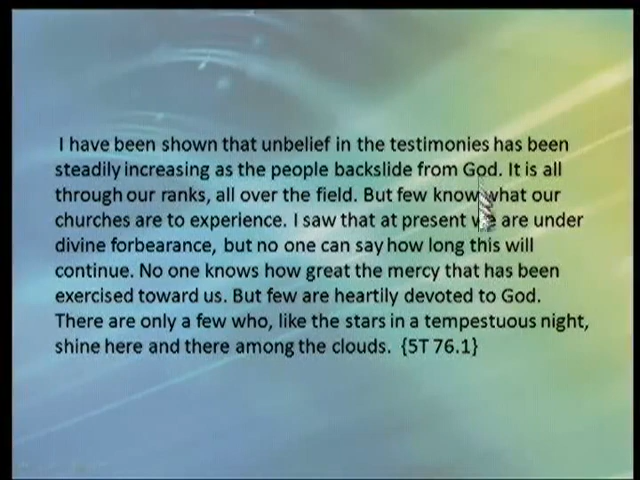 I have been shown that unbelief in the testimonies has been
steadily increasing as the people backslide from God. It is all
through our ranks, all over the field. But few know what our
churches are to experience. I saw that at present we are under
divine forbearance, but no one can say how long this will
continue. No one knows how great the mercy that has been
exercised toward us. But few are heartily devoted to God.
There are only a few who, like the stars in a tempestuous night,
shine here and there among the clouds. {5T 76.1}